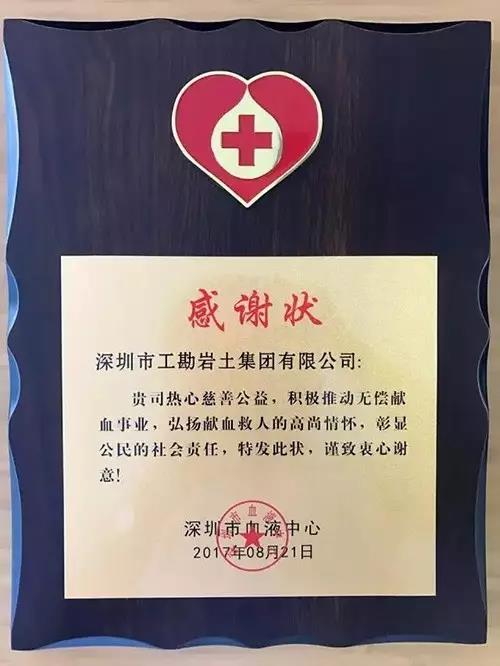 感谢状
深圳市工勘岩土集团有限公司:
贵司热心慈善公益，积极推动无偿献
血事业，弘扬献血救人的高尚情怀，彰显
公民的社会责任，特发此状，谨致衷心谢
意!
深圳市血液中心
2017年08月21日